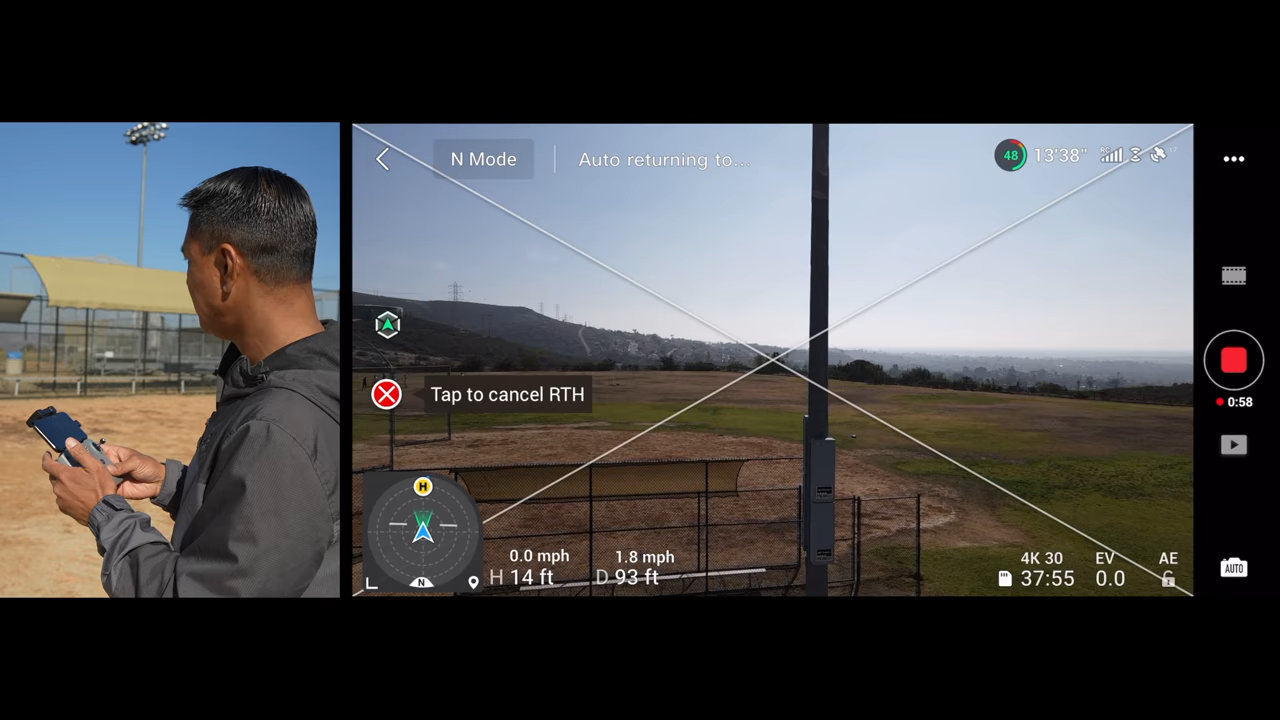 N Mode
Auto returning to...
48 13'38"
Tap to cancel RTH
0:58
H
N
0.0 mph 1.8 mph
H 14 ft D 93 ft
4K 30 EV AE
37:55 0.0
AUTO